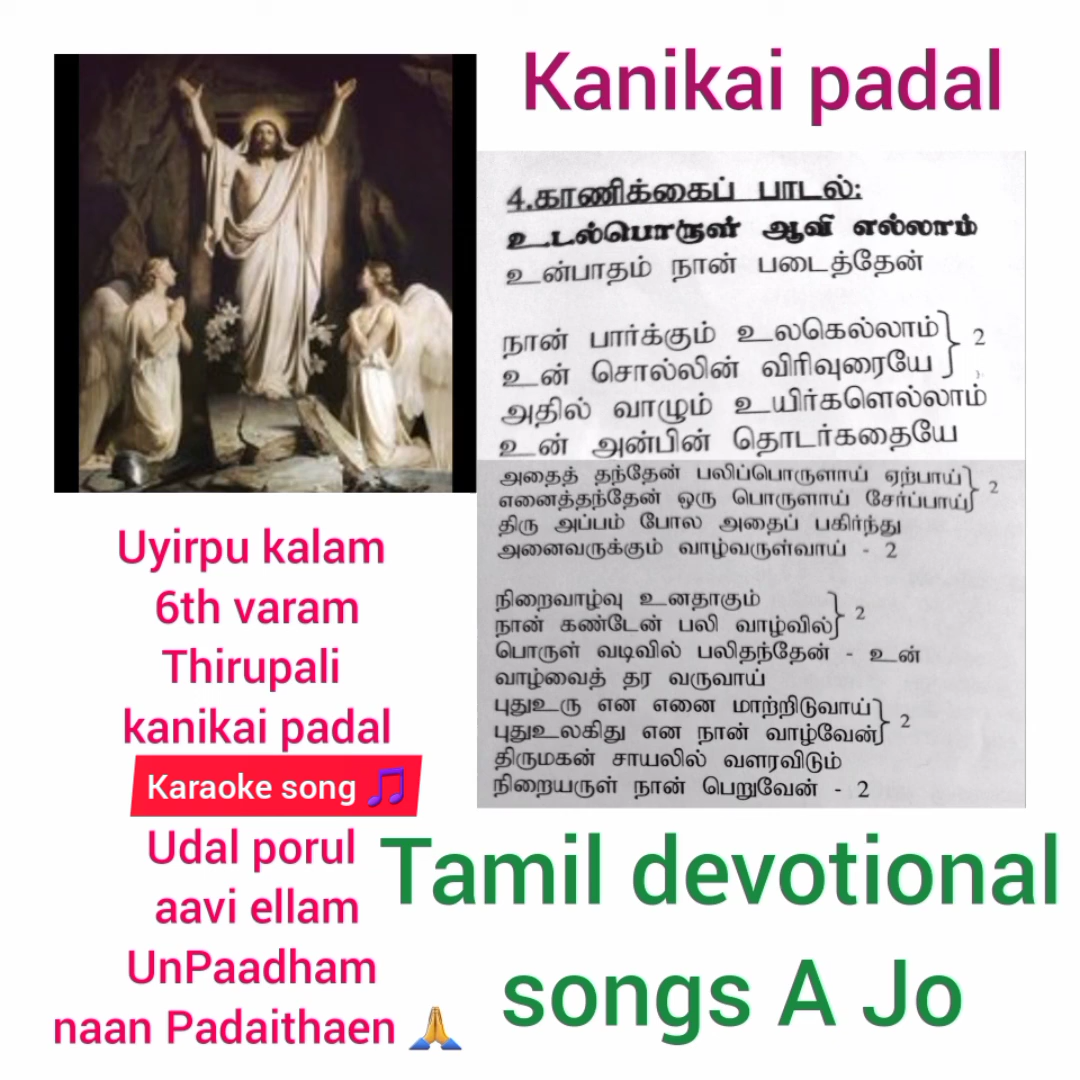 Kanikai padal
4.காணிக்கைப் பாடல்:
உடல்பொருள் ஆவி எல்லாம்
உன்பாதம் நான் படைத்தேன்
நான் பார்க்கும் உலகெல்லாம்
உன் சொல்லின் விரிவுரையே } 2
அதில் வாழும் உயிர்களெல்லாம்
உன் அன்பின் தொடர்கதையே
அதைத் தந்தேன் பலிப்பொருளாய் ஏற்பாய்
எனைத்தந்தேன் ஒரு பொருளாய் சேர்ப்பாய் } 2
திரு அப்பம் போல அதைப் பகிர்ந்து
அனைவருக்கும் வாழ்வருள்வாய் - 2
நிறைவாழ்வு உனதாகும்
நான் கண்டேன் பலி வாழ்வில் } 2
பொருள் வடிவில் பலிதந்தேன் - உன்
வாழ்வைத் தர வருவாய்
புதுஉரு என எனை மாற்றிடுவாய்
புதுஉலகிது என நான் வாழ்வேன் } 2
திருமகன் சாயலில் வளரவிடும்
நிறையருள் நான் பெறுவேன் - 2
Uyirpu kalam
6th varam
Thirupali
kanikai padal
Karaoke song 🎵
Udal porul
aavi ellam
UnPaadham
naan Padaithaen 🙏
Tamil devotional
songs A Jo